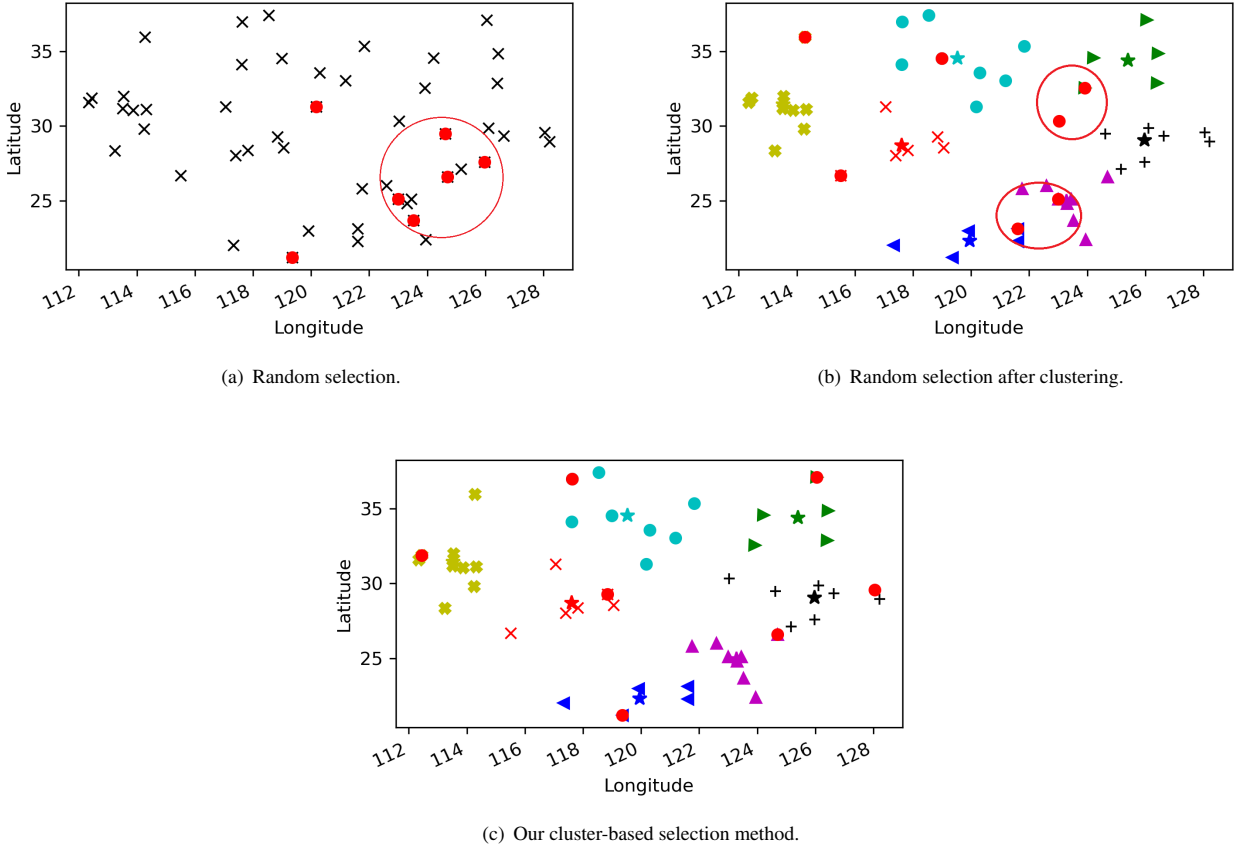 35
30
25
Latitude
112 114 116 118 120 122 124 126 128
Longitude
(a) Random selection.
35
30
25
Latitude
112 114 116 118 120 122 124 126 128
Longitude
(b) Random selection after clustering.
35
30
25
Latitude
112 114 116 118 120 122 124 126 128
Longitude
(c) Our cluster-based selection method.